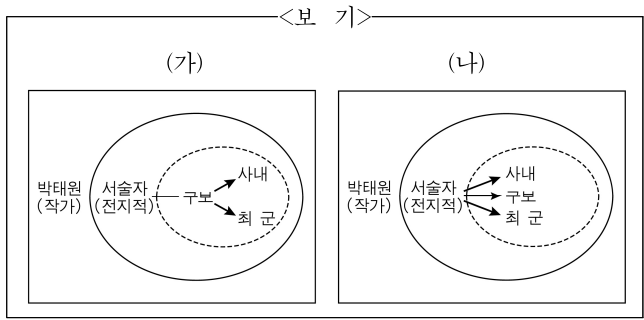 <보 기>
(가)
박태원
(작가)
서술자
(전지적)
구보
사내
최 군
(나)
박태원
(작가)
서술자
(전지적)
사내
구보
최 군